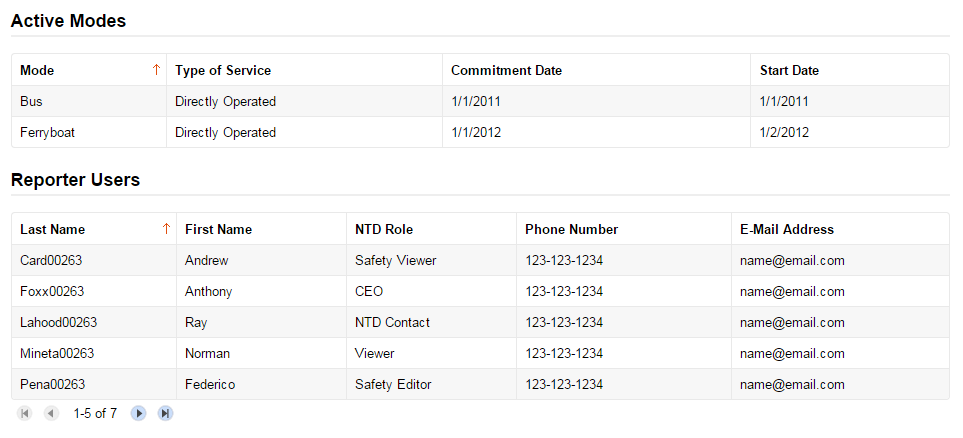 Active Modes
Mode Type of Service Commitment Date Start Date
Bus Directly Operated 1/1/2011 1/1/2011
Ferryboat Directly Operated 1/1/2012 1/2/2012
Reporter Users
Last Name First Name NTD Role Phone Number E-Mail Address
Card00263 Andrew Safety Viewer 123-123-1234 name@email.com
Foxx00263 Anthony CEO 123-123-1234 name@email.com
Lahood00263 Ray NTD Contact 123-123-1234 name@email.com
Mineta00263 Norman Viewer 123-123-1234 name@email.com
Pena00263 Federico Safety Editor 123-123-1234 name@email.com
1-5 of 7